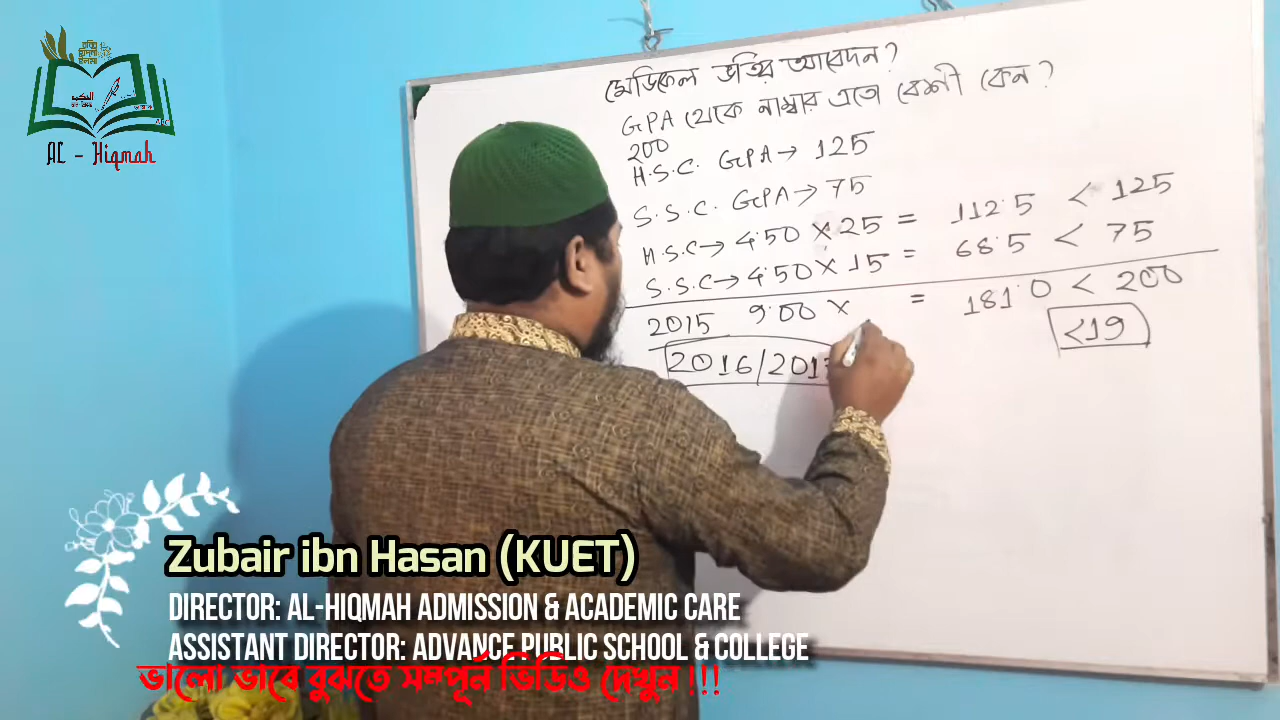 AL - Hiqmah
মেডিকেল ভর্তির আবেদন?
GPA থেকে নাম্বার এতো বেশী কেন?
200
H.S.C. GPA → 125
S.S.C. GPA → 75
H.S.C → 4.50 × 25 = 112.5 < 125
S.S.C → 4.50 × 15 = 68.5 < 75
2015 9.00 × = 181.0 < 200
<19
2016/201
Zubair ibn Hasan (KUET)
DIRECTOR: AL-HIQMAH ADMISSION & ACADEMIC CARE
ASSISTANT DIRECTOR: ADVANCE PUBLIC SCHOOL & COLLEGE
ভালো ভাবে বুঝতে সম্পূর্ন ভিডিও দেখুন !!!